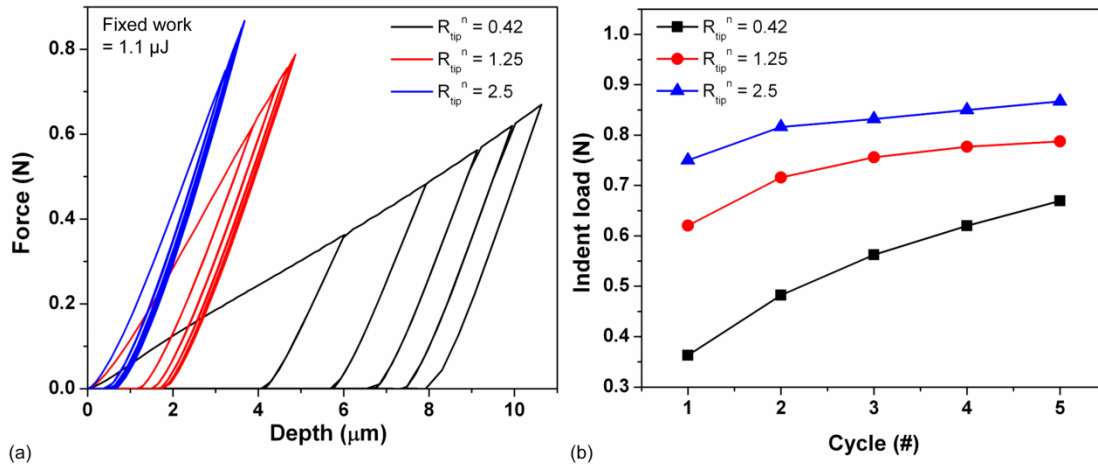 Fixed work
= 1.1 µJ
R_tip^n = 0.42
R_tip^n = 1.25
R_tip^n = 2.5
0.8
0.6
0.4
0.2
0.0
Force (N)
0 2 4 6 8 10
Depth (μm)
(a)
R_tip^n = 0.42
R_tip^n = 1.25
R_tip^n = 2.5
1.0
0.9
0.8
0.7
0.6
0.5
0.4
0.3
Indent load (N)
1 2 3 4 5
Cycle (#)
(b)